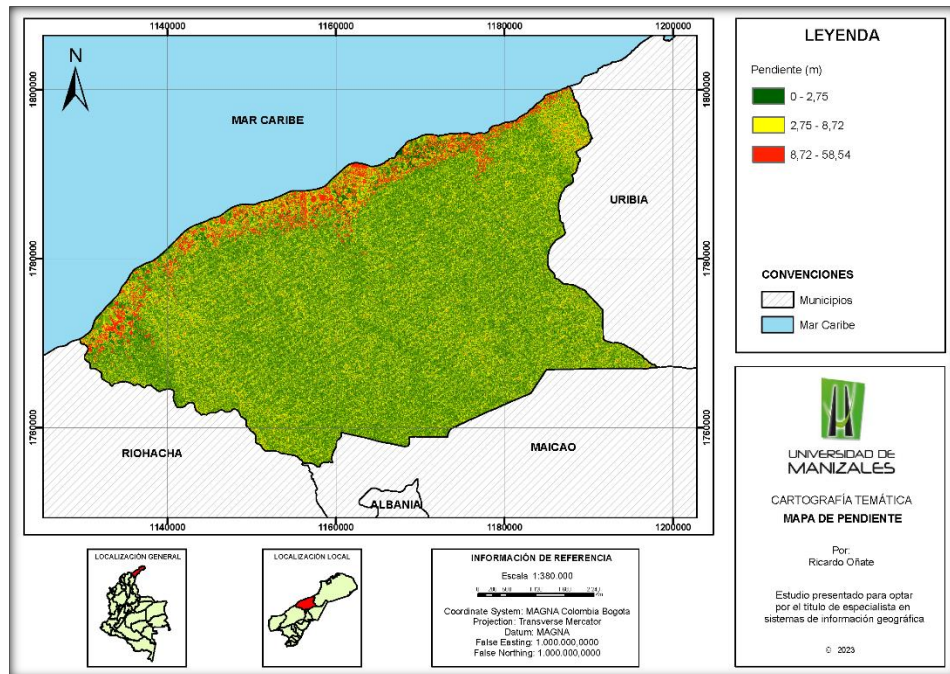 1140000 1160000 1180000 1200000
N
1800000 1800000
MAR CARIBE
URIBIA
1780000 1780000
1760000 1760000
RIOHACHA
MAICAO
ALBANIA
1140000 1160000 1180000 1200000
LEYENDA
Pendiente (m)
0 - 2,75
2,75 - 8,72
8,72 - 58,54
CONVENCIONES
Municipios
Mar Caribe
LOCALIZACIÓN GENERAL
LOCALIZACIÓN LOCAL
INFORMACIÓN DE REFERENCIA
Escala 1:380.000
Coordinate System: MAGNA Colombia Bogota
Projection: Transverse Mercator
Datum: MAGNA
False Easting: 1.000.000,0000
False Northing: 1.000.000,0000
UNIVERSIDAD DE
MANIZALES
CARTOGRAFÍA TEMÁTICA
MAPA DE PENDIENTE
Por:
Ricardo Oñate
Estudio presentado para optar
por el titulo de especialista en
sistemas de información geográfica
© 2023